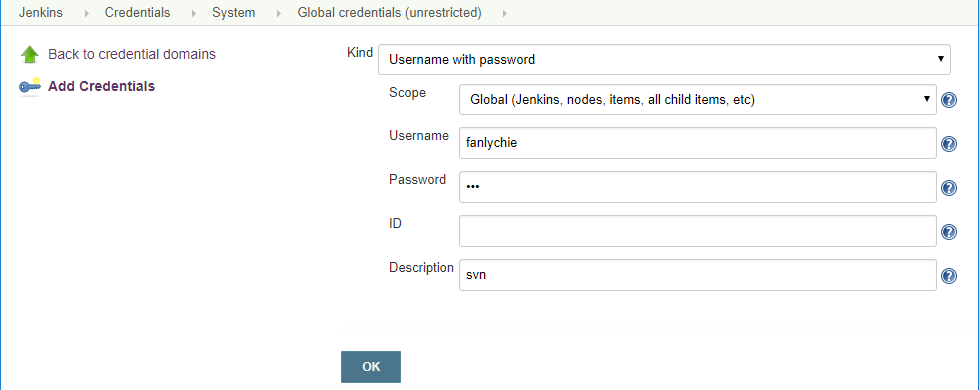 Jenkins Credentials System Global credentials (unrestricted)
Back to credential domains
Add Credentials
Kind Username with password
Scope Global (Jenkins, nodes, items, all child items, etc)
Username fanlychie
Password •••
ID
Description svn
OK